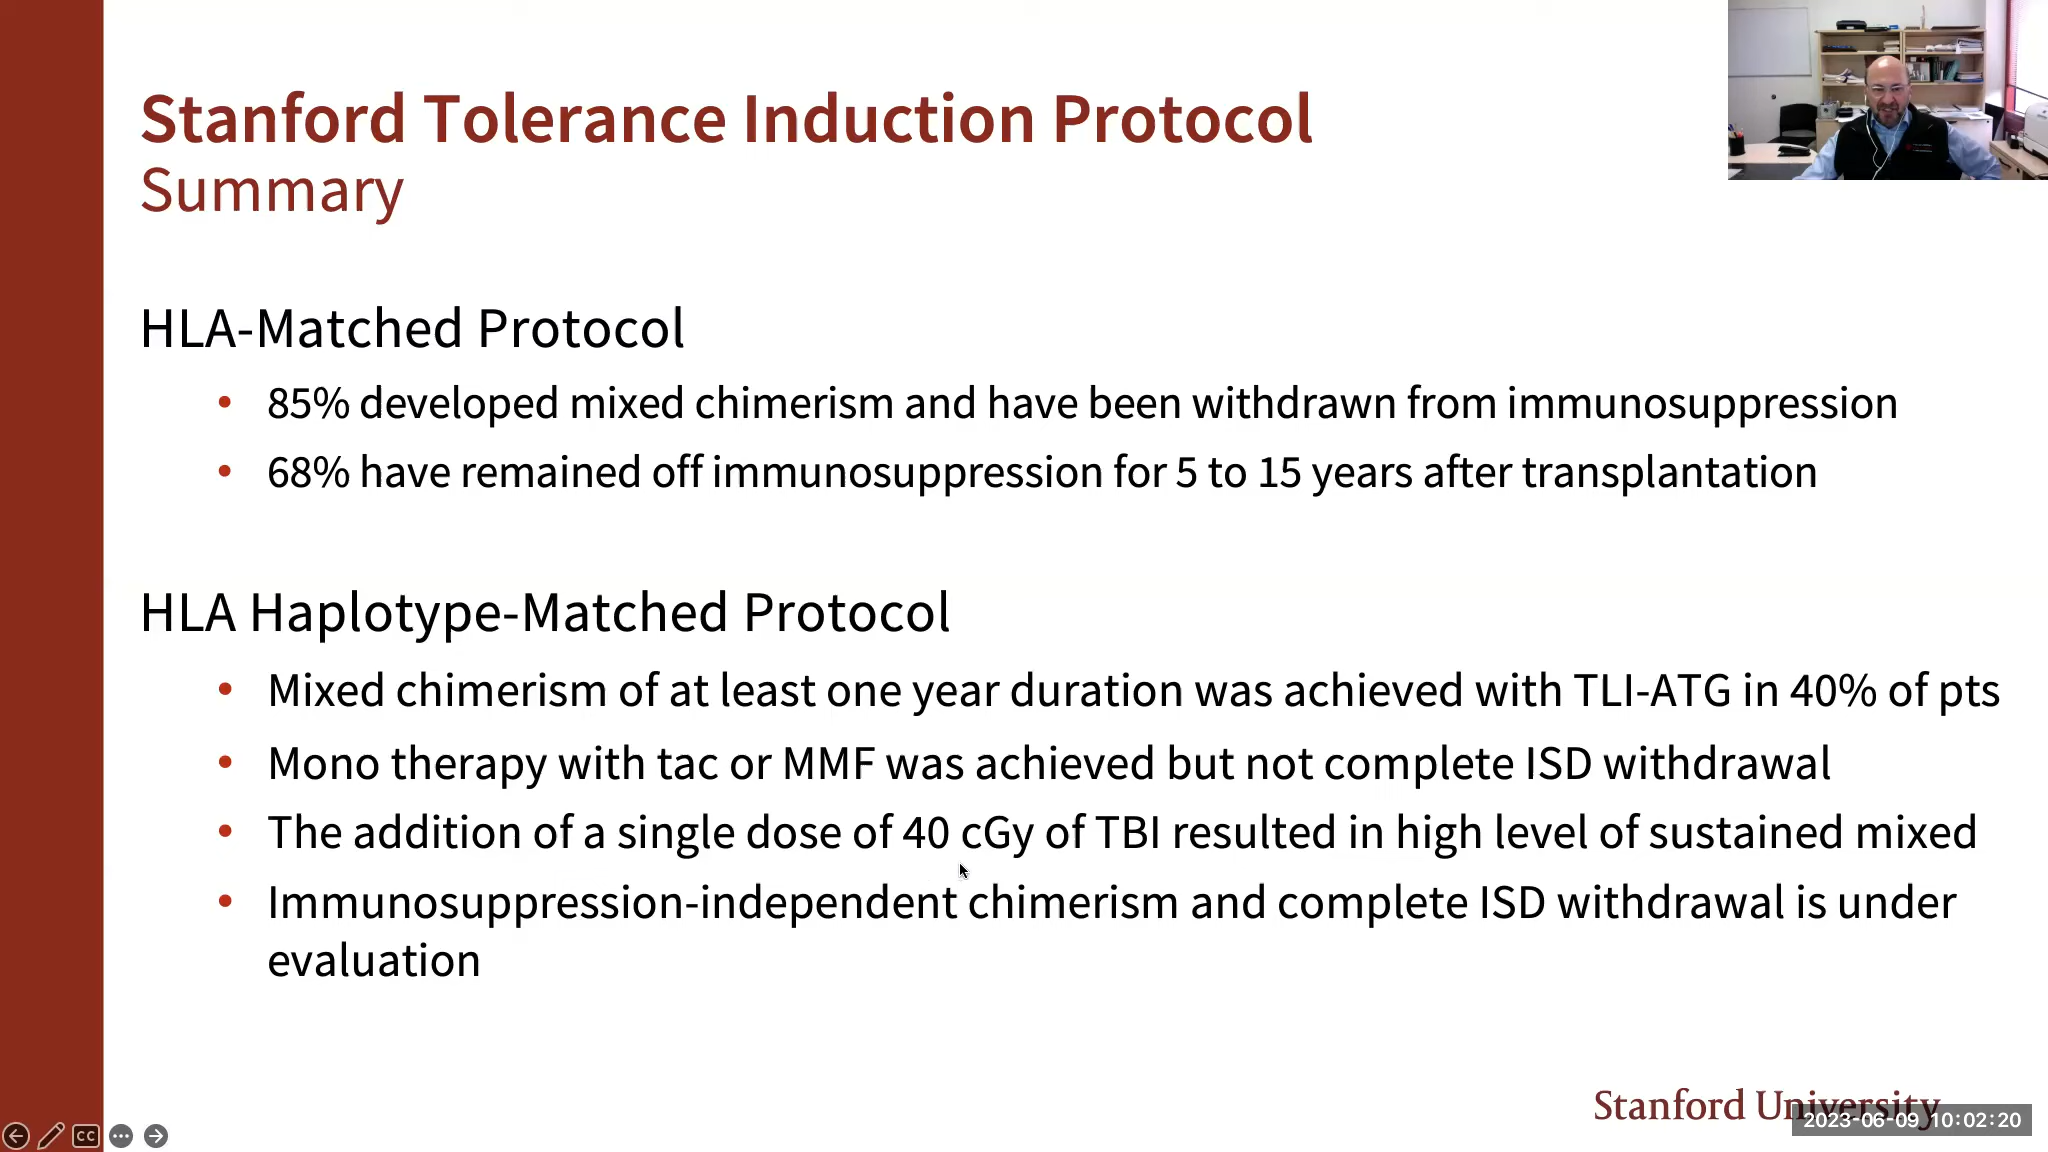 Stanford Tolerance Induction Protocol
Summary
HLA-Matched Protocol
• 85% developed mixed chimerism and have been withdrawn from immunosuppression
• 68% have remained off immunosuppression for 5 to 15 years after transplantation
HLA Haplotype-Matched Protocol
• Mixed chimerism of at least one year duration was achieved with TLI-ATG in 40% of pts
• Mono therapy with tac or MMF was achieved but not complete ISD withdrawal
• The addition of a single dose of 40 cGy of TBI resulted in high level of sustained mixed
• Immunosuppression-independent chimerism and complete ISD withdrawal is under
evaluation
Stanford University
2023-06-09 10:02:20
CC